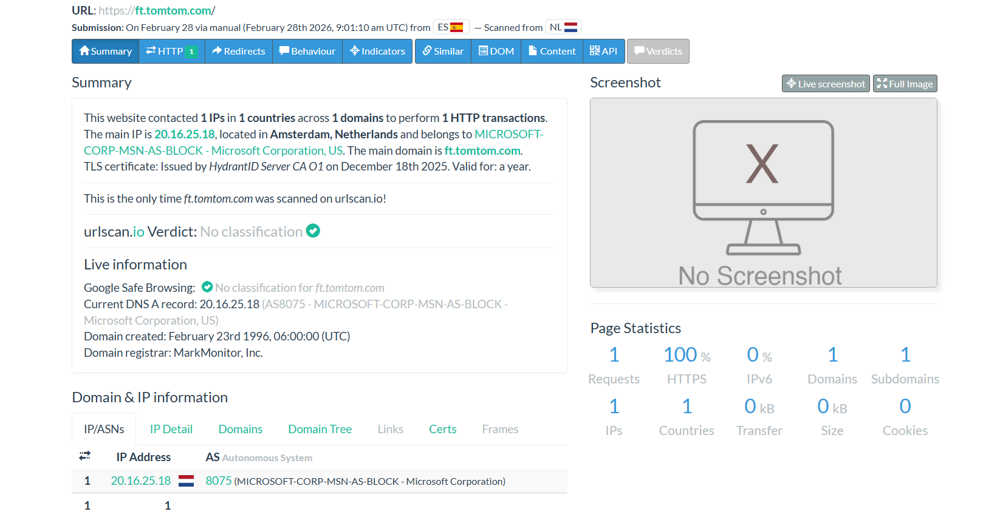 URL: https://ft.tomtom.com/
Submission: On February 28 via manual (February 28th 2026, 9:01:10 am UTC) from ES — Scanned from NL
Summary HTTP 1 Redirects Behaviour Indicators Similar DOM Content API Verdicts
Summary
This website contacted 1 IPs in 1 countries across 1 domains to perform 1 HTTP transactions.
The main IP is 20.16.25.18, located in Amsterdam, Netherlands and belongs to MICROSOFT-
CORP-MSN-AS-BLOCK - Microsoft Corporation, US. The main domain is ft.tomtom.com.
TLS certificate: Issued by HydrantID Server CA O1 on December 18th 2025. Valid for: a year.
This is the only time ft.tomtom.com was scanned on urlscan.io!
urlscan.io Verdict: No classification
Live information
Google Safe Browsing: No classification for ft.tomtom.com
Current DNS A record: 20.16.25.18 (AS8075 - MICROSOFT-CORP-MSN-AS-BLOCK -
Microsoft Corporation, US)
Domain created: February 23rd 1996, 06:00:00 (UTC)
Domain registrar: MarkMonitor, Inc.
Domain & IP information
IP/ASNs IP Detail Domains Domain Tree Links Certs Frames
IP Address AS Autonomous System
1 20.16.25.18 8075 (MICROSOFT-CORP-MSN-AS-BLOCK - Microsoft Corporation)
1 1
Screenshot Live screenshot Full Image
X
No Screenshot
Page Statistics
1 100 % 0 % 1 1
Requests HTTPS IPv6 Domains Subdomains
1 1 0 kB 0 kB 0
IPs Countries Transfer Size Cookies